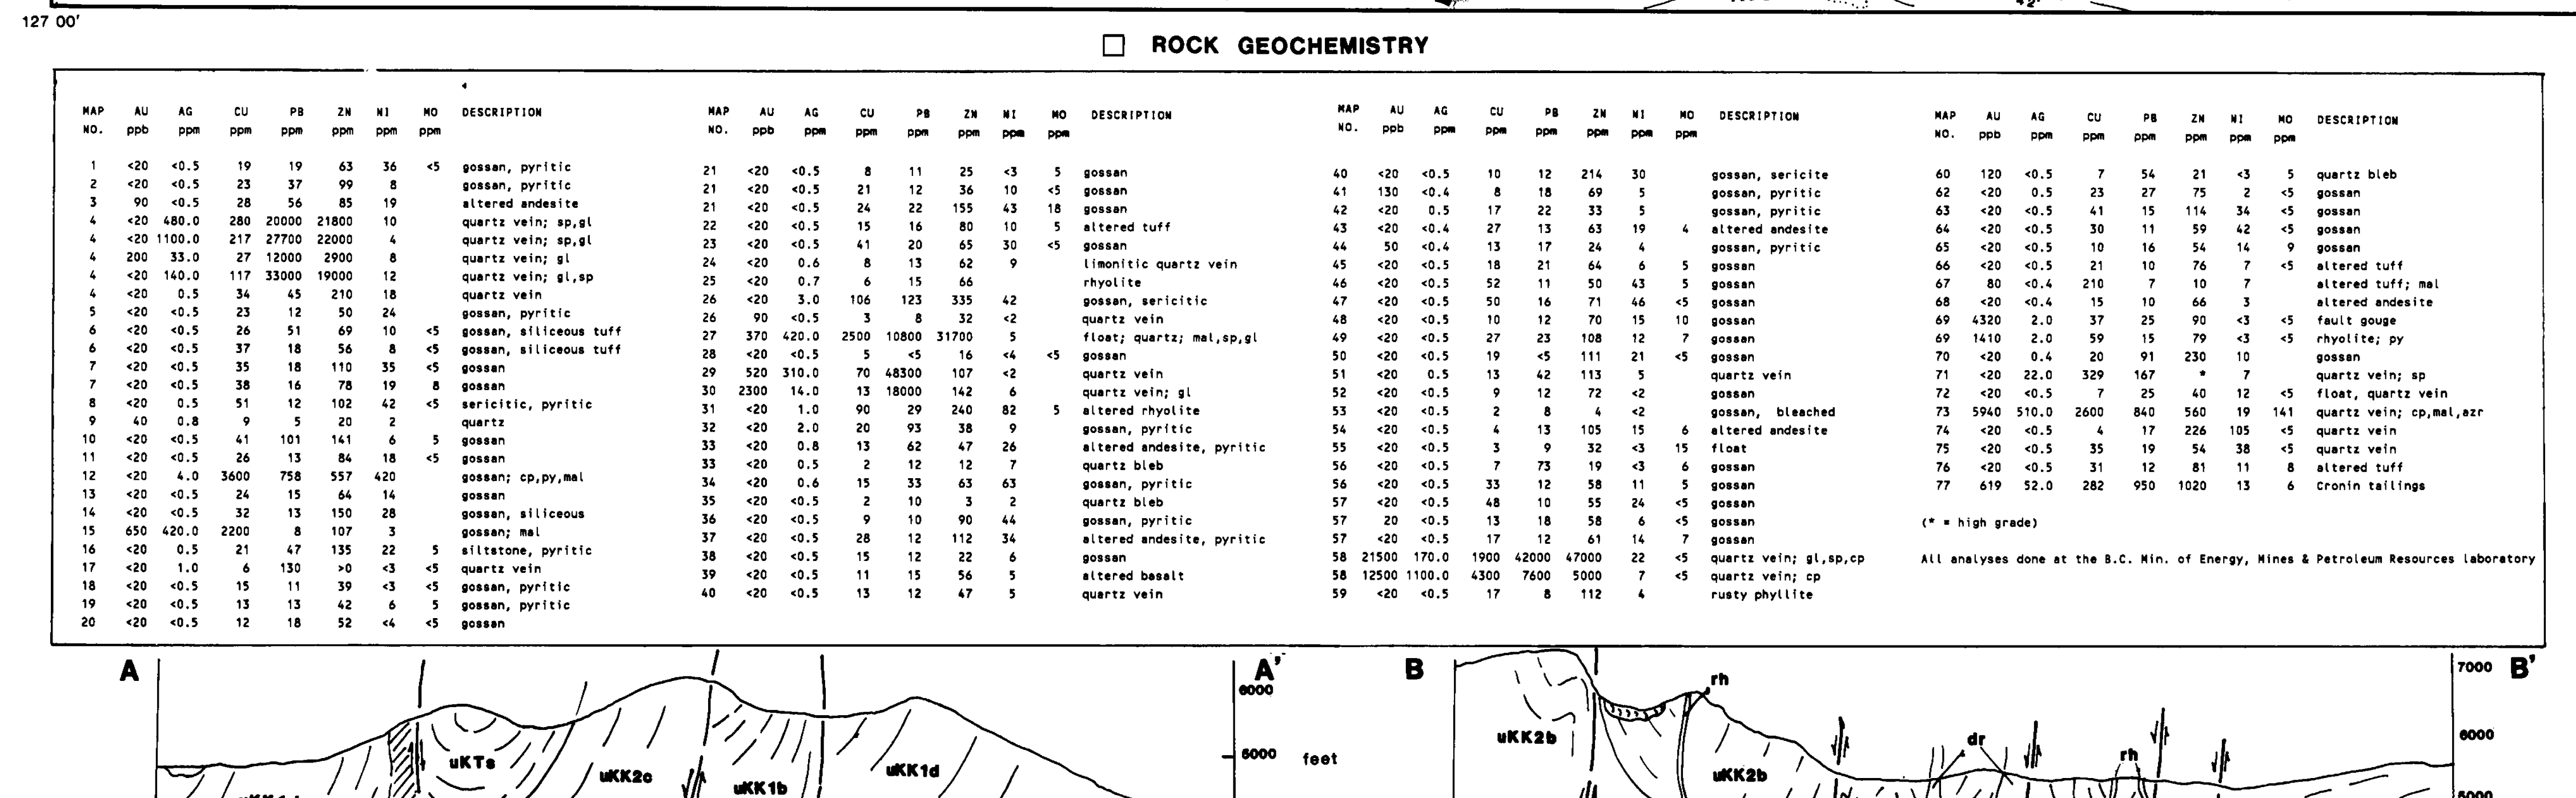 127 00'
ROCK GEOCHEMISTRY
MAP AU AG CU PB ZN NI MO DESCRIPTION
NO. ppb ppm ppm ppm ppm ppm ppm
1 <20 <0.5 19 19 63 36 <5 gossan, pyritic
2 <20 <0.5 23 37 99 8 gossan, pyritic
3 90 <0.5 28 56 85 19 altered andesite
4 <20 480.0 280 20000 21800 10 quartz vein; sp,gl
4 <20 1100.0 217 27700 22000 4 quartz vein; sp,gl
4 200 33.0 27 12000 2900 8 quartz vein; gl
4 <20 140.0 117 33000 19000 12 quartz vein; gl,sp
4 <20 0.5 34 45 210 18 quartz vein
5 <20 <0.5 23 12 50 24 gossan, pyritic
6 <20 <0.5 26 51 69 10 <5 gossan, siliceous tuff
6 <20 <0.5 37 18 56 8 <5 gossan, siliceous tuff
7 <20 <0.5 35 18 110 35 <5 gossan
7 <20 <0.5 38 16 78 19 8 gossan
8 <20 0.5 51 12 102 42 <5 sericitic, pyritic
9 40 0.8 9 5 20 2 quartz
10 <20 <0.5 41 101 141 6 5 gossan
11 <20 <0.5 26 13 84 18 <5 gossan
12 <20 4.0 3600 758 557 420 gossan; cp,py,mal
13 <20 <0.5 24 15 64 14 gossan
14 <20 <0.5 32 13 150 28 gossan, siliceous
15 650 420.0 2200 8 107 3 gossan; mal
16 <20 0.5 21 47 135 22 5 siltstone, pyritic
17 <20 1.0 6 130 >0 <3 <5 quartz vein
18 <20 <0.5 15 11 39 <3 <5 gossan, pyritic
19 <20 <0.5 13 13 42 6 5 gossan, pyritic
20 <20 <0.5 12 18 52 <4 <5 gossan
MAP AU AG CU PB ZN NI MO DESCRIPTION
NO. ppb ppm ppm ppm ppm ppm ppm
21 <20 <0.5 8 11 25 <3 5 gossan
21 <20 <0.5 21 12 36 10 <5 gossan
21 <20 <0.5 24 22 155 43 18 gossan
22 <20 <0.5 15 16 80 10 5 altered tuff
23 <20 <0.5 41 20 65 30 <5 gossan
24 <20 0.6 8 13 62 9 limonitic quartz vein
25 <20 0.7 6 15 66 rhyolite
26 <20 3.0 106 123 335 42 gossan, sericitic
26 90 <0.5 3 8 32 <2 quartz vein
27 370 420.0 2500 10800 31700 5 float; quartz; mal,sp,gl
28 <20 <0.5 5 <5 16 <4 <5 gossan
29 520 310.0 70 48300 107 <2 quartz vein
30 2300 14.0 13 18000 142 6 quartz vein; gl
31 <20 1.0 90 29 240 82 5 altered rhyolite
32 <20 2.0 20 93 38 9 gossan, pyritic
33 <20 0.8 13 62 47 26 altered andesite, pyritic
33 <20 0.5 2 12 12 7 quartz bleb
34 <20 0.6 15 33 63 63 gossan, pyritic
35 <20 <0.5 2 10 3 2 quartz bleb
36 <20 <0.5 9 10 90 44 gossan, pyritic
37 <20 <0.5 28 12 112 34 altered andesite, pyritic
38 <20 <0.5 15 12 22 6 gossan
39 <20 <0.5 11 15 56 5 altered basalt
40 <20 <0.5 13 12 47 5 quartz vein
MAP AU AG CU PB ZN NI MO DESCRIPTION
NO. ppb ppm ppm ppm ppm ppm ppm
40 <20 <0.5 10 12 214 30 gossan, sericite
41 130 <0.4 8 18 69 5 gossan, pyritic
42 <20 0.5 17 22 33 5 gossan, pyritic
43 <20 <0.4 27 13 63 19 4 altered andesite
44 50 <0.4 13 17 24 4 gossan, pyritic
45 <20 <0.5 18 21 64 6 5 gossan
46 <20 <0.5 52 11 50 43 5 gossan
47 <20 <0.5 50 16 71 46 <5 gossan
48 <20 <0.5 10 12 70 15 10 gossan
49 <20 <0.5 27 23 108 12 7 gossan
50 <20 <0.5 19 <5 111 21 <5 gossan
51 <20 0.5 13 42 113 5 quartz vein
52 <20 <0.5 9 12 72 <2 gossan
53 <20 <0.5 2 8 4 <2 gossan, bleached
54 <20 <0.5 4 13 105 15 6 altered andesite
55 <20 <0.5 3 9 32 <3 15 float
56 <20 <0.5 7 73 19 <3 6 gossan
56 <20 <0.5 33 12 58 11 5 gossan
57 <20 <0.5 48 10 55 24 <5 gossan
57 20 <0.5 13 18 58 6 <5 gossan
57 <20 <0.5 17 12 61 14 7 gossan
58 21500 170.0 1900 42000 47000 22 <5 quartz vein; gl,sp,cp
58 12500 1100.0 4300 7600 5000 7 <5 quartz vein; cp
59 <20 <0.5 17 8 112 4 rusty phyllite
MAP AU AG CU PB ZN NI MO DESCRIPTION
NO. ppb ppm ppm ppm ppm ppm ppm
60 120 <0.5 7 54 21 <3 5 quartz bleb
62 <20 0.5 23 27 75 2 <5 gossan
63 <20 <0.5 41 15 114 34 <5 gossan
64 <20 <0.5 30 11 59 42 <5 gossan
65 <20 <0.5 10 16 54 14 9 gossan
66 <20 <0.5 21 10 76 7 <5 altered tuff
67 80 <0.4 210 7 10 7 altered tuff; mal
68 <20 <0.4 15 10 66 3 altered andesite
69 4320 2.0 37 25 90 <3 <5 fault gouge
69 1410 2.0 59 15 79 <3 <5 rhyolite; py
70 <20 0.4 20 91 230 10 gossan
71 <20 22.0 329 167 * 7 quartz vein; sp
72 <20 <0.5 7 25 40 12 <5 float, quartz vein
73 5940 510.0 2600 840 560 19 141 quartz vein; cp,mal,azr
74 <20 <0.5 4 17 226 105 <5 quartz vein
75 <20 <0.5 35 19 54 38 <5 quartz vein
76 <20 <0.5 31 12 81 11 8 altered tuff
77 619 52.0 282 950 1020 13 6 Cronin tailings
(* = high grade)
All analyses done at the B.C. Min. of Energy, Mines & Petroleum Resources laboratory
A A' B B'
6000
5000 feet
uKTs
uKK2c
uKK1b
uKK1d
7000
6000
5000
rh
uKK2b
uKK2b
dr
rh